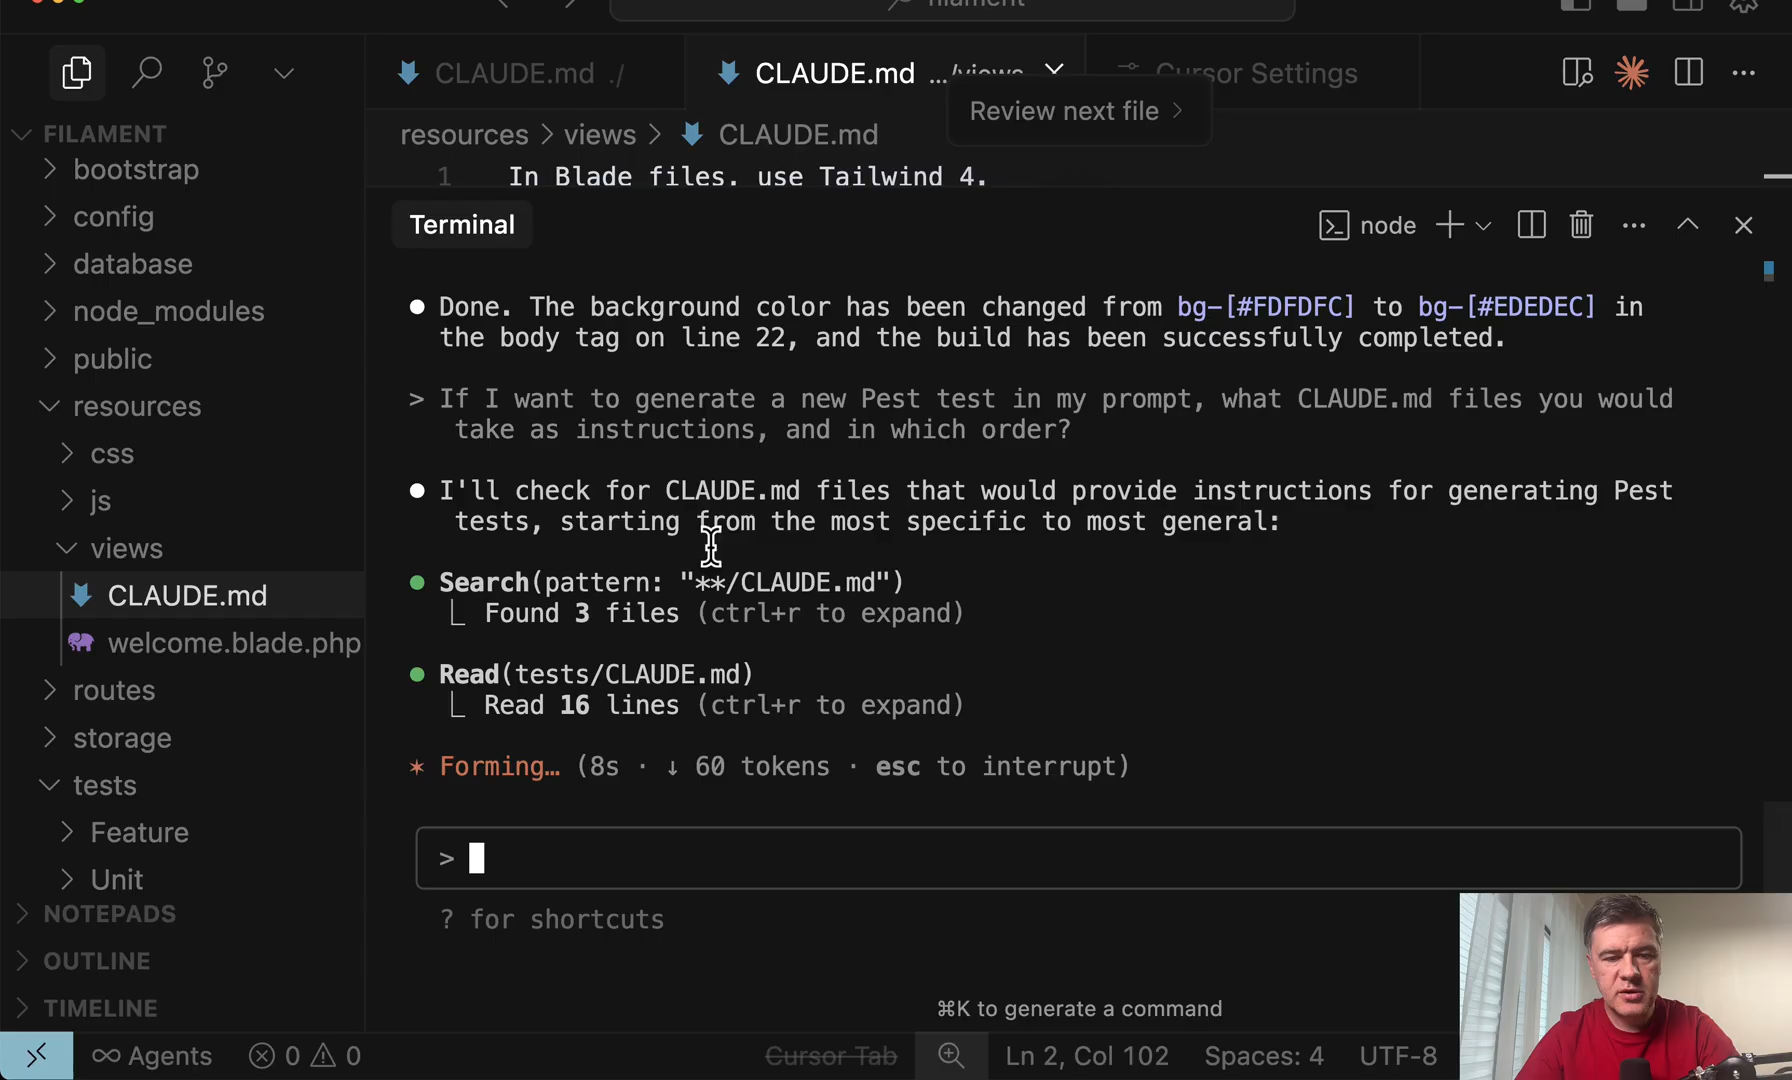 filament
CLAUDE.md ./
CLAUDE.md .../views
Cursor Settings
Review next file
FILAMENT
bootstrap
config
database
node_modules
public
resources
css
js
views
CLAUDE.md
welcome.blade.php
routes
storage
tests
Feature
Unit
NOTEPADS
OUTLINE
TIMELINE
resources > views > CLAUDE.md
1 In Blade files, use Tailwind 4.
Terminal
node
Done. The background color has been changed from bg-[#FDFDFC] to bg-[#EDEDEC] in
the body tag on line 22, and the build has been successfully completed.
> If I want to generate a new Pest test in my prompt, what CLAUDE.md files you would
take as instructions, and in which order?
I'll check for CLAUDE.md files that would provide instructions for generating Pest
tests, starting from the most specific to most general:
Search(pattern: "**/CLAUDE.md")
Found 3 files (ctrl+r to expand)
Read(tests/CLAUDE.md)
Read 16 lines (ctrl+r to expand)
* Forming… (8s · ↓ 60 tokens · esc to interrupt)
>
? for shortcuts
⌘K to generate a command
Agents
0
0
Cursor Tab
Ln 2, Col 102
Spaces: 4
UTF-8